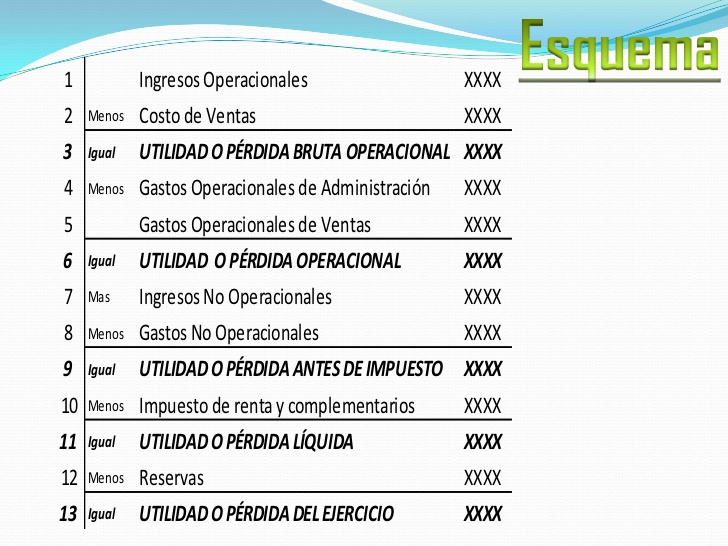 Esquema
1 Ingresos Operacionales XXXX
2 Menos Costo de Ventas XXXX
3 Igual UTILIDAD O PÉRDIDA BRUTA OPERACIONAL XXXX
4 Menos Gastos Operacionales de Administración XXXX
5 Gastos Operacionales de Ventas XXXX
6 Igual UTILIDAD O PÉRDIDA OPERACIONAL XXXX
7 Mas Ingresos No Operacionales XXXX
8 Menos Gastos No Operacionales XXXX
9 Igual UTILIDAD O PÉRDIDA ANTES DE IMPUESTO XXXX
10 Menos Impuesto de renta y complementarios XXXX
11 Igual UTILIDAD O PÉRDIDA LÍQUIDA XXXX
12 Menos Reservas XXXX
13 Igual UTILIDAD O PÉRDIDA DEL EJERCICIO XXXX